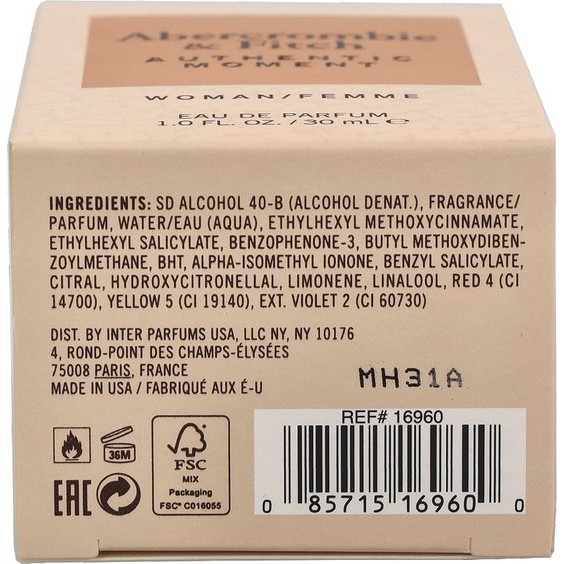 Abercrombie
& Fitch
AUTHENTIC
MOMENT
WOMAN/FEMME
EAU DE PARFUM
1.0 FL. OZ. / 30 mL ℮
INGREDIENTS: SD ALCOHOL 40-B (ALCOHOL DENAT.), FRAGRANCE/
PARFUM, WATER/EAU (AQUA), ETHYLHEXYL METHOXYCINNAMATE,
ETHYLHEXYL SALICYLATE, BENZOPHENONE-3, BUTYL METHOXYDIBEN-
ZOYLMETHANE, BHT, ALPHA-ISOMETHYL IONONE, BENZYL SALICYLATE,
CITRAL, HYDROXYCITRONELLAL, LIMONENE, LINALOOL, RED 4 (CI
14700), YELLOW 5 (CI 19140), EXT. VIOLET 2 (CI 60730)
DIST. BY INTER PARFUMS USA, LLC NY, NY 10176
4, ROND-POINT DES CHAMPS-ÉLYSÉES
75008 PARIS, FRANCE
MADE IN USA / FABRIQUÉ AUX É-U
MH31A
36M
FSC
MIX
Packaging
FSC® C016055
EAC
REF# 16960
0 85715 16960 0